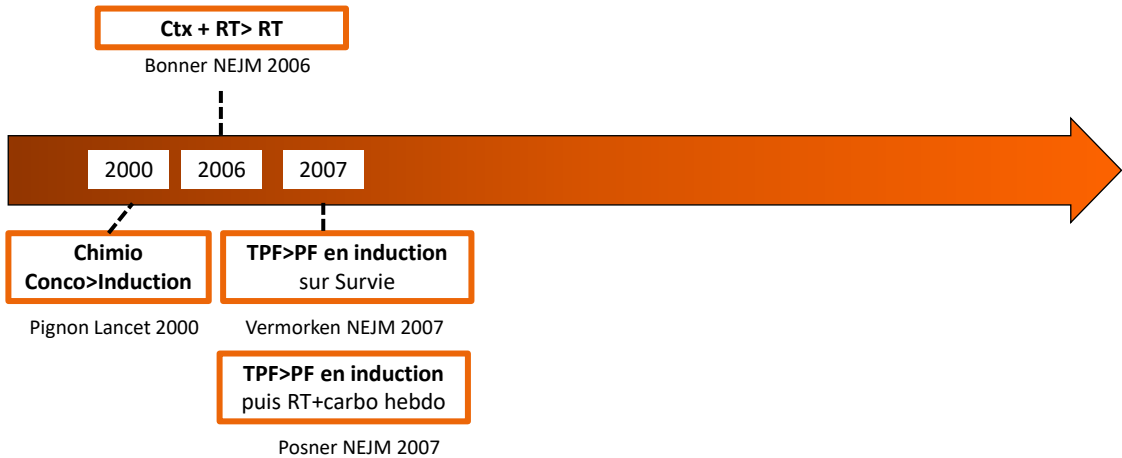 Ctx + RT> RT
Bonner NEJM 2006
2000
2006
2007
Chimio
Conco>Induction
Pignon Lancet 2000
TPF>PF en induction
sur Survie
Vermorken NEJM 2007
TPF>PF en induction
puis RT+carbo hebdo
Posner NEJM 2007